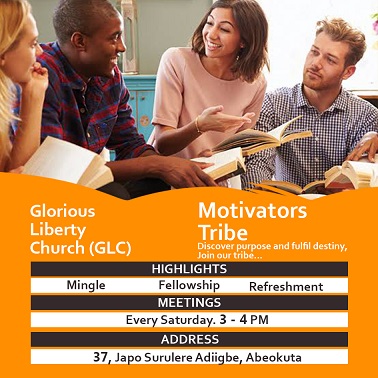 Glorious
Liberty
Church (GLC)
Motivators
Tribe
Discover purpose and fulfil destiny,
Join our tribe...
HIGHLIGHTS
Mingle Fellowship Refreshment
MEETINGS
Every Saturday. 3 - 4 PM
ADDRESS
37, Japo Surulere Adiigbe, Abeokuta